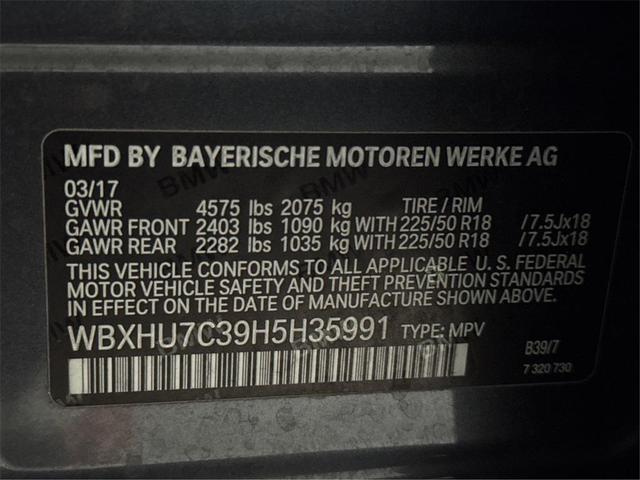 MFD BY BAYERISCHE MOTOREN WERKE AG
03/17
GVWR 4575 lbs 2075 kg TIRE / RIM
GAWR FRONT 2403 lbs 1090 kg WITH 225/50 R18 /7.5Jx18
GAWR REAR 2282 lbs 1035 kg WITH 225/50 R18 /7.5Jx18
THIS VEHICLE CONFORMS TO ALL APPLICABLE U. S. FEDERAL
MOTOR VEHICLE SAFETY AND THEFT PREVENTION STANDARDS
IN EFFECT ON THE DATE OF MANUFACTURE SHOWN ABOVE.
WBXHU7C39H5H35991 TYPE: MPV
B39/7
7 320 730